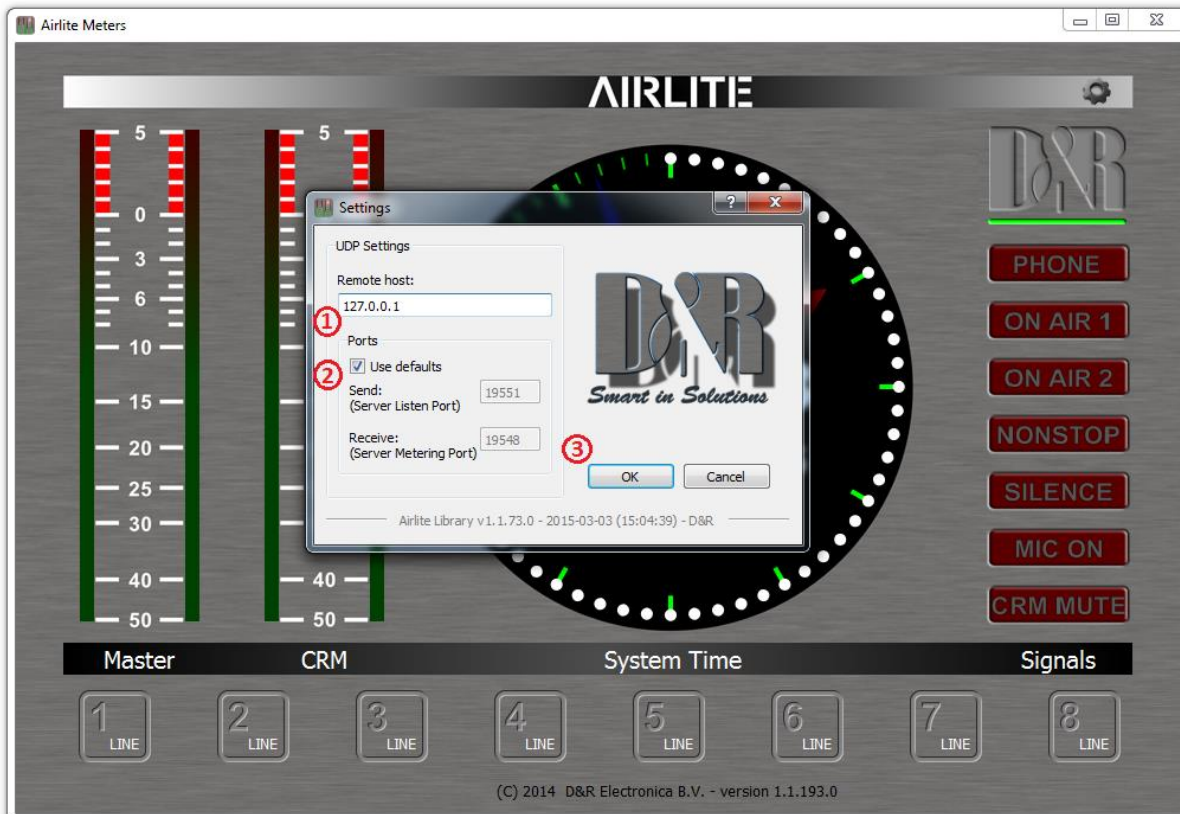 Airlite Meters
AIRLITE
5
0
3
6
10
15
20
25
30
40
50
5
40
50
Settings
UDP Settings
Remote host:
127.0.0.1
①
Ports
②
Use defaults
Send:
(Server Listen Port)
19551
Receive:
(Server Metering Port)
19548
D&R
Smart in Solutions
③
OK
Cancel
Airlite Library v1.1.73.0 - 2015-03-03 (15:04:39) - D&R
D&R
PHONE
ON AIR 1
ON AIR 2
NONSTOP
SILENCE
MIC ON
CRM MUTE
Master
CRM
System Time
Signals
1 LINE
2 LINE
3 LINE
4 LINE
5 LINE
6 LINE
7 LINE
8 LINE
(C) 2014 D&R Electronica B.V. - version 1.1.193.0